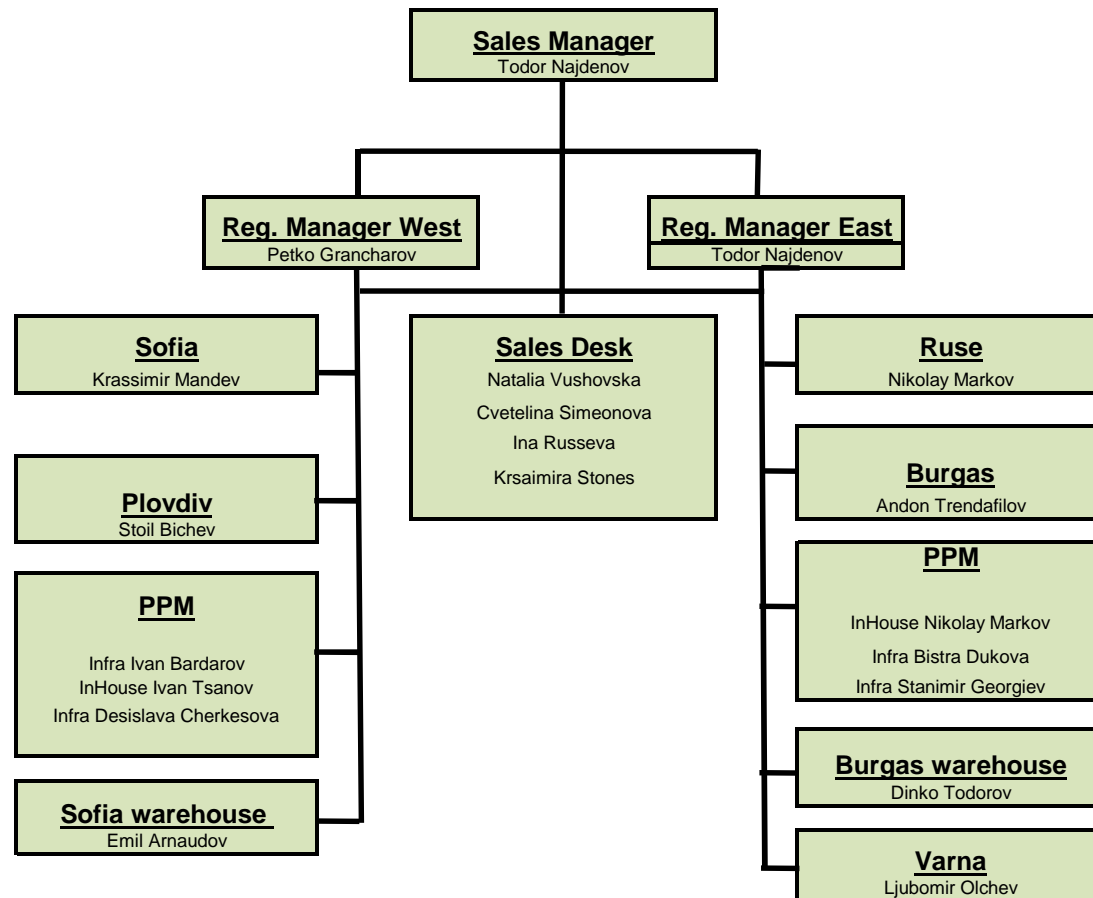 Sales Manager
Todor Najdenov
Reg. Manager West
Petko Grancharov
Reg. Manager East
Todor Najdenov
Sofia
Krassimir Mandev
Plovdiv
Stoil Bichev
PPM
Infra Ivan Bardarov
InHouse Ivan Tsanov
Infra Desislava Cherkesova
Sofia warehouse
Emil Arnaudov
Sales Desk
Natalia Vushovska
Cvetelina Simeonova
Ina Russeva
Krsaimira Stones
Ruse
Nikolay Markov
Burgas
Andon Trendafilov
PPM
InHouse Nikolay Markov
Infra Bistra Dukova
Infra Stanimir Georgiev
Burgas warehouse
Dinko Todorov
Varna
Ljubomir Olchev